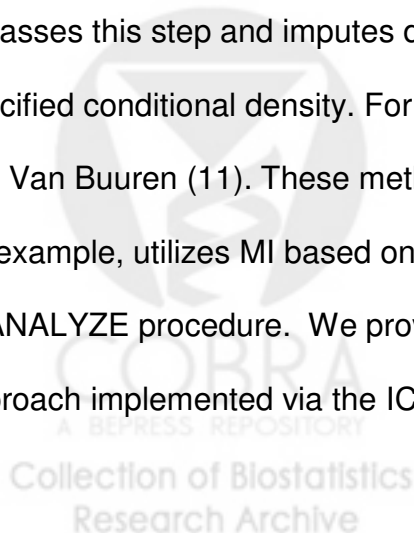 asses this step and imputes
cified conditional density. For
Van Buuren (11). These met
example, utilizes MI based on
ANALYZE procedure. We prov
proach implemented via the IC
COBRA
A BEPRESS REPOSITORY
Collection of Biostatistics
Research Archive